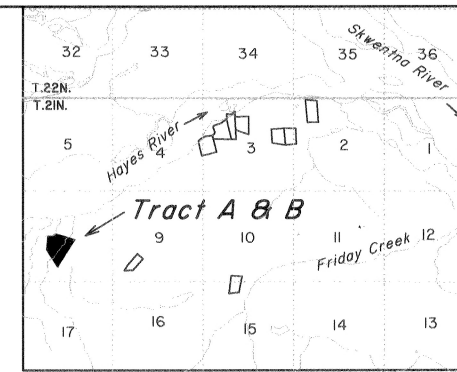 32 33 34 35 36
Skwentna River
T.22N.
T.21N.
5 4 3 2 1
Hayes River
Tract A & B
9 10 11 12
Friday Creek
17 16 15 14 13